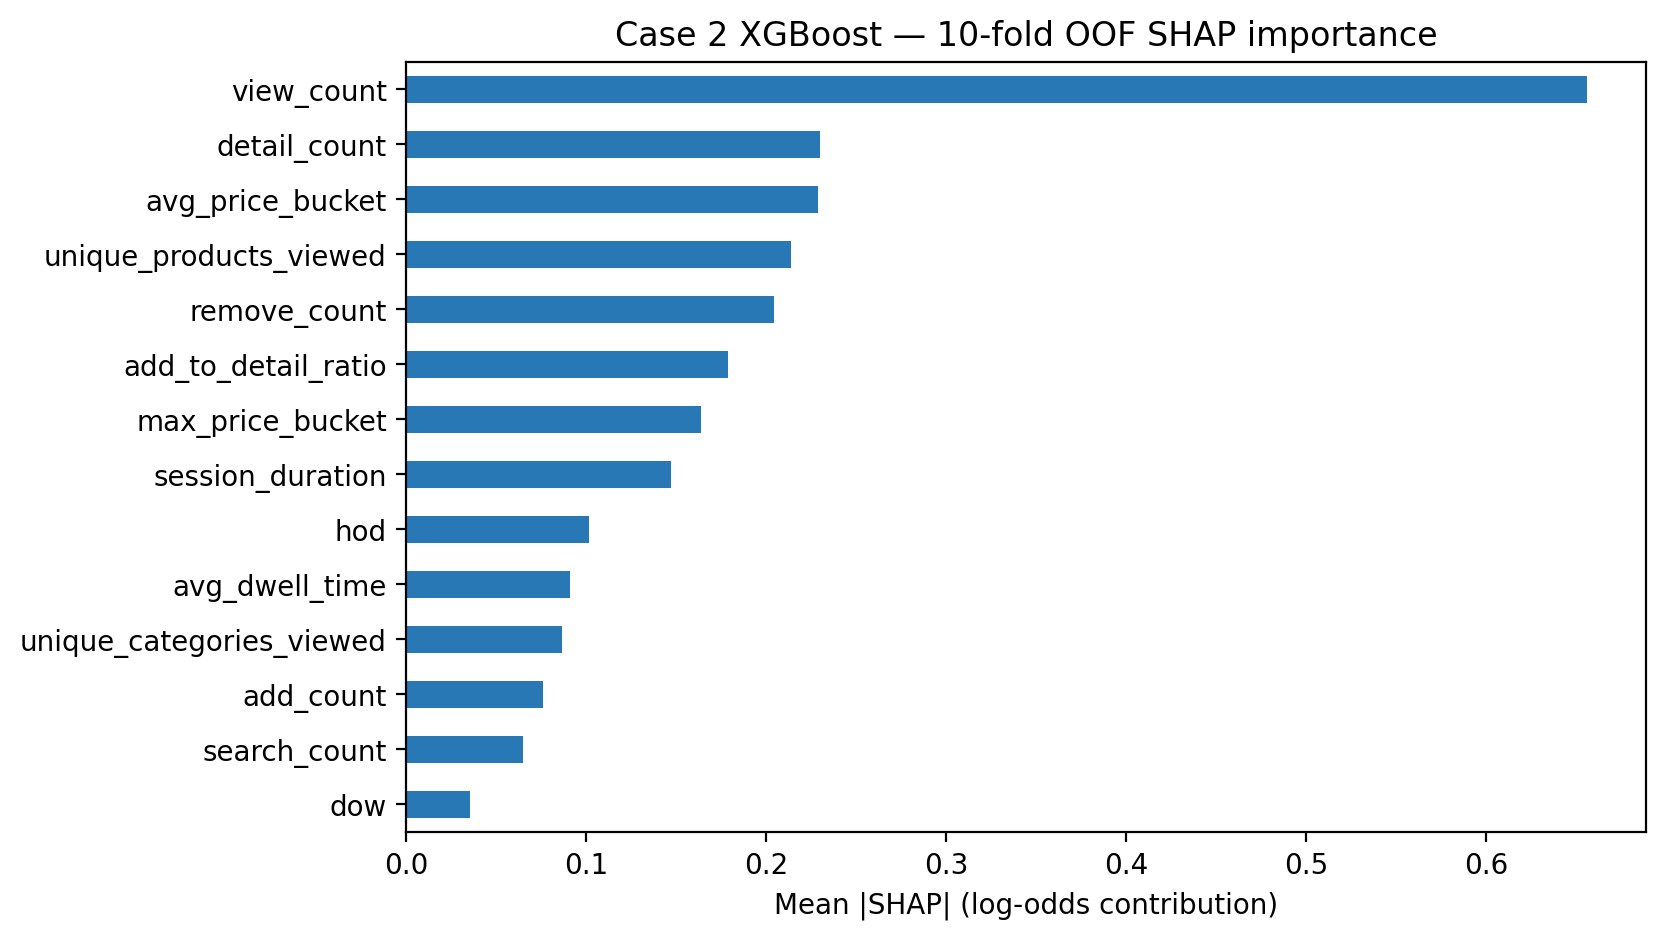 Case 2 XGBoost — 10-fold OOF SHAP importance
view_count
detail_count
avg_price_bucket
unique_products_viewed
remove_count
add_to_detail_ratio
max_price_bucket
session_duration
hod
avg_dwell_time
unique_categories_viewed
add_count
search_count
dow
0.0 0.1 0.2 0.3 0.4 0.5 0.6
Mean |SHAP| (log-odds contribution)